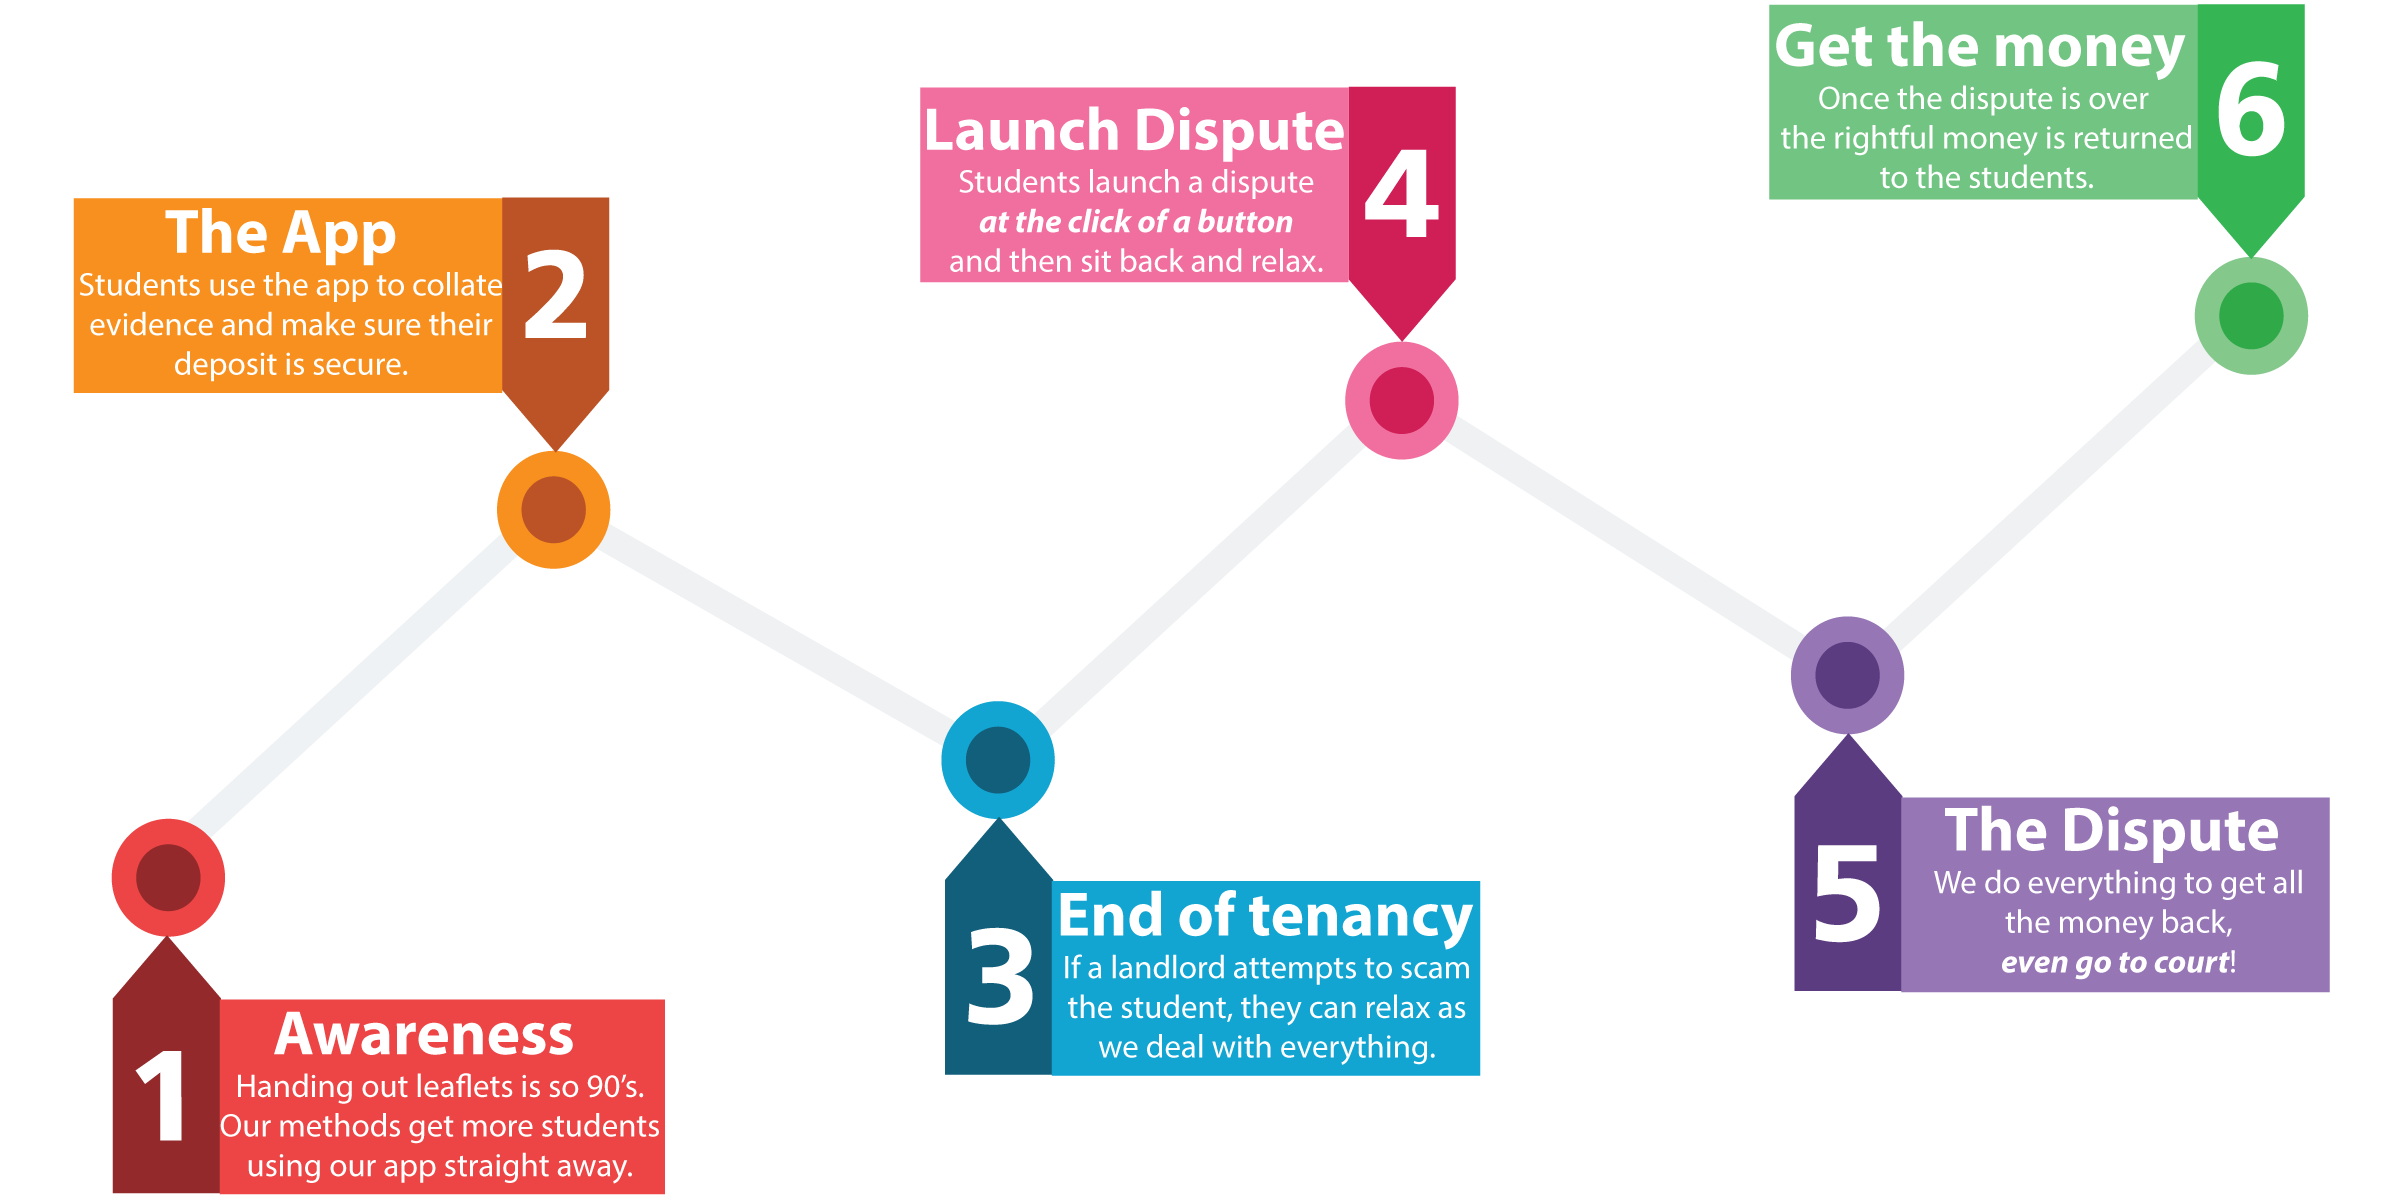 1
Awareness
Handing out leaflets is so 90’s.
Our methods get more students
using our app straight away.
2
The App
Students use the app to collate
evidence and make sure their
deposit is secure.
3
End of tenancy
If a landlord attempts to scam
the student, they can relax as
we deal with everything.
4
Launch Dispute
Students launch a dispute
at the click of a button
and then sit back and relax.
5
The Dispute
We do everything to get all
the money back,
even go to court!
6
Get the money
Once the dispute is over
the rightful money is returned
to the students.